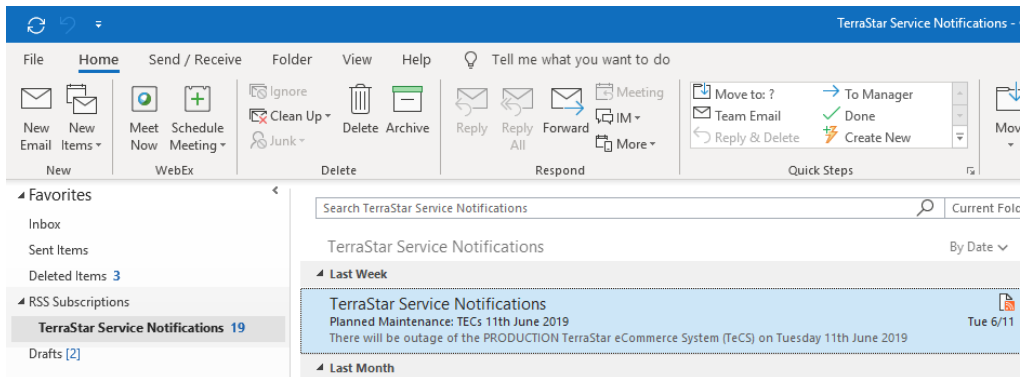 TerraStar Service Notifications -
File Home Send / Receive Folder View Help Tell me what you want to do
New Email
New Items
Meet Now
Schedule Meeting
Ignore
Clean Up
Junk
Delete
Archive
Reply
Reply All
Forward
Meeting
IM
More
Move to: ?
Team Email
Reply & Delete
To Manager
Done
Create New
Mov
New WebEx Delete Respond Quick Steps
Favorites
Inbox
Sent Items
Deleted Items 3
RSS Subscriptions
TerraStar Service Notifications 19
Drafts [2]
Search TerraStar Service Notifications Current Fold
TerraStar Service Notifications By Date
Last Week
TerraStar Service Notifications
Planned Maintenance: TECs 11th June 2019 Tue 6/11
There will be outage of the PRODUCTION TerraStar eCommerce System (TeCS) on Tuesday 11th June 2019
Last Month